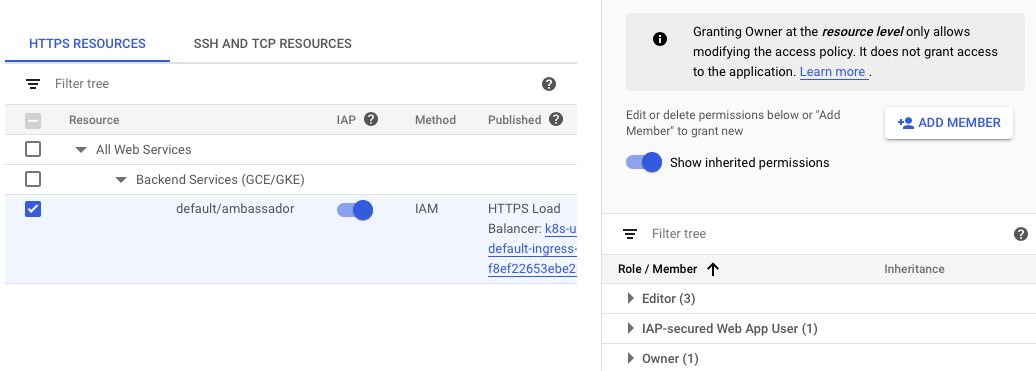 HTTPS RESOURCES
SSH AND TCP RESOURCES
Filter tree
Resource
IAP
Method
Published
All Web Services
Backend Services (GCE/GKE)
default/ambassador
IAM
HTTPS Load
Balancer: k8s-u
default-ingress-
f8ef22653ebe2
Granting Owner at the resource level only allows
modifying the access policy. It does not grant access
to the application. Learn more .
Edit or delete permissions below or "Add
Member" to grant new
ADD MEMBER
Show inherited permissions
Filter tree
Role / Member
Inheritance
Editor (3)
IAP-secured Web App User (1)
Owner (1)